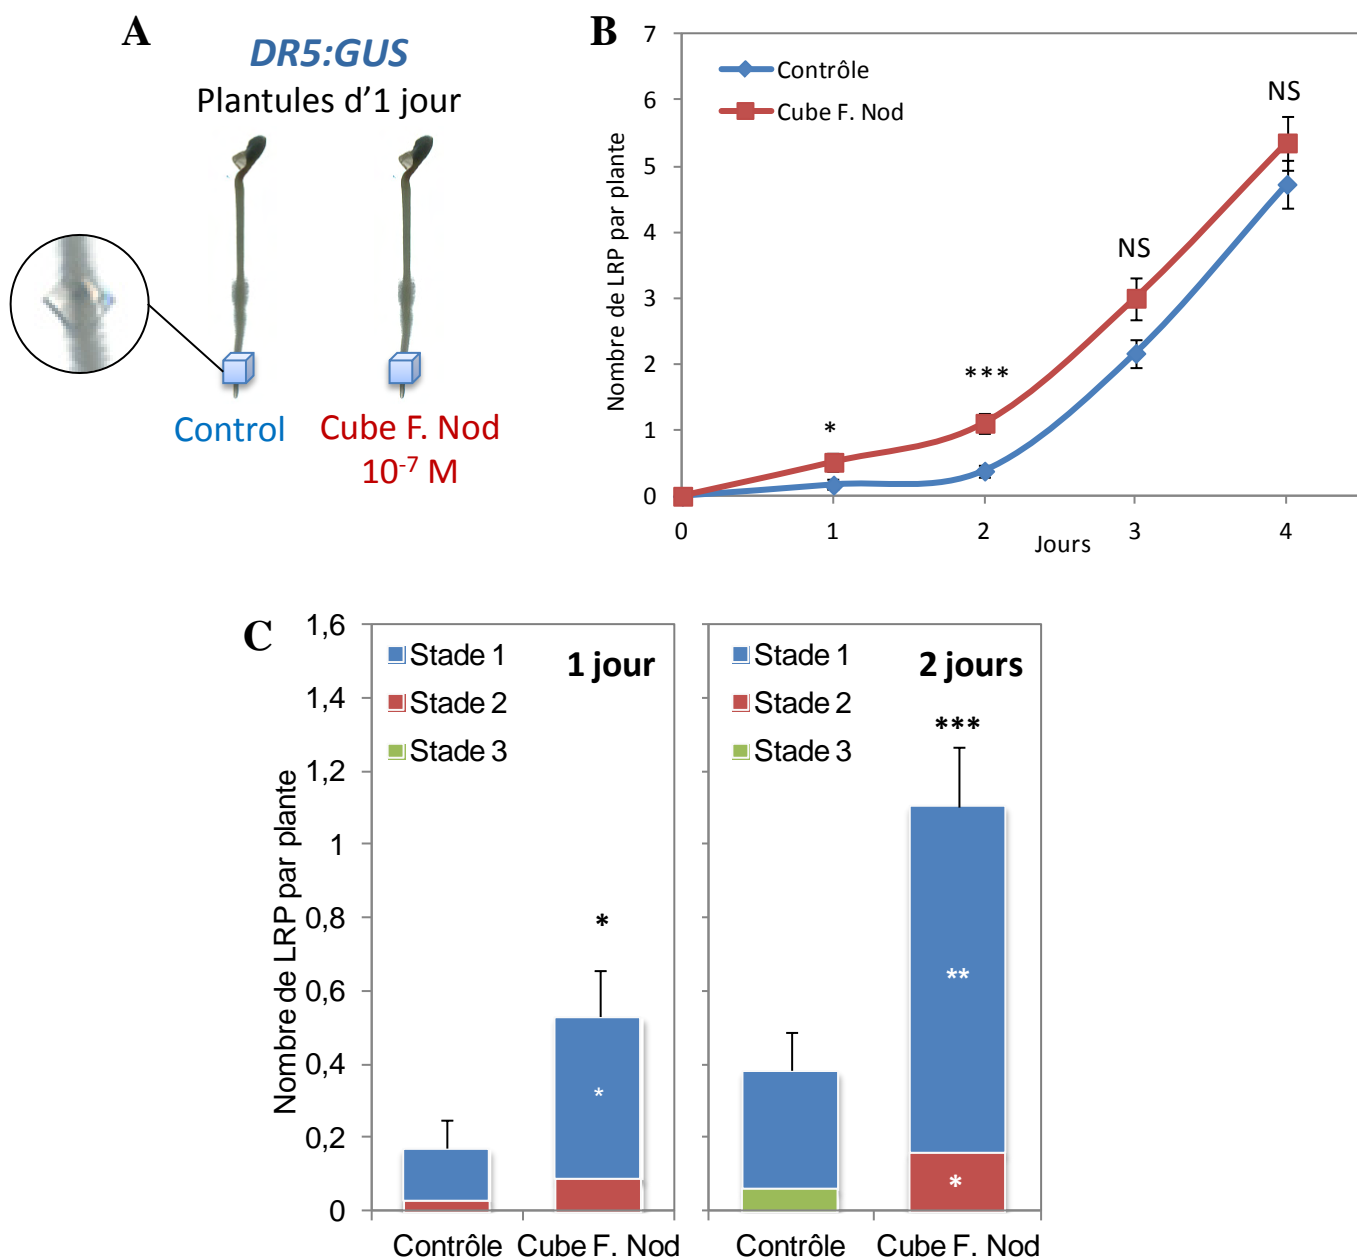 A
DR5:GUS
Plantules d'1 jour
Control
Cube F. Nod
10⁻⁷ M
B
Nombre de LRP par plante
7
6
5
4
3
2
1
0
Contrôle
Cube F. Nod
*
***
NS
NS
0 1 2 3 4
Jours
C
Nombre de LRP par plante
1,6
1,4
1,2
1
0,8
0,6
0,4
0,2
0
Stade 1
Stade 2
Stade 3
1 jour
*
*
Contrôle Cube F. Nod
Stade 1
Stade 2
Stade 3
2 jours
***
**
*
Contrôle Cube F. Nod